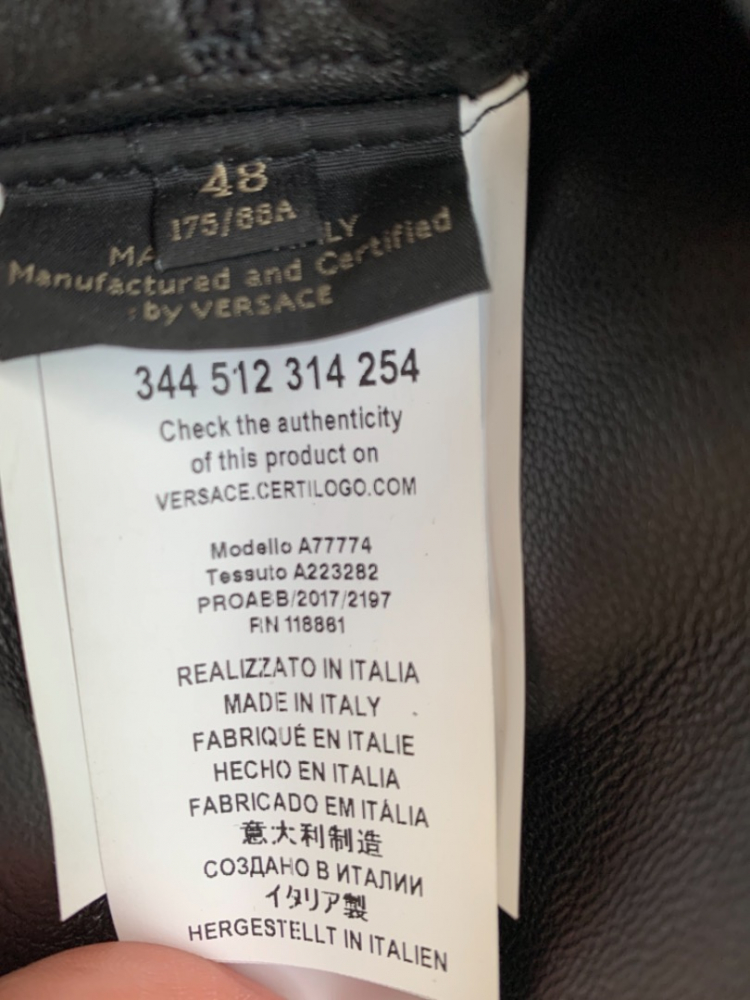 48
175/88A
MA LY
Manufactured and Certified
by VERSACE
344 512 314 254
Check the authenticity
of this product on
VERSACE.CERTILOGO.COM
Modello A77774
Tessuto A223282
PROABB/2017/2197
RN 118861
REALIZZATO IN ITALIA
MADE IN ITALY
FABRIQUÉ EN ITALIE
HECHO EN ITALIA
FABRICADO EM ITÁLIA
意大利制造
СОЗДАНО В ИТАЛИИ
イタリア製
HERGESTELLT IN ITALIEN